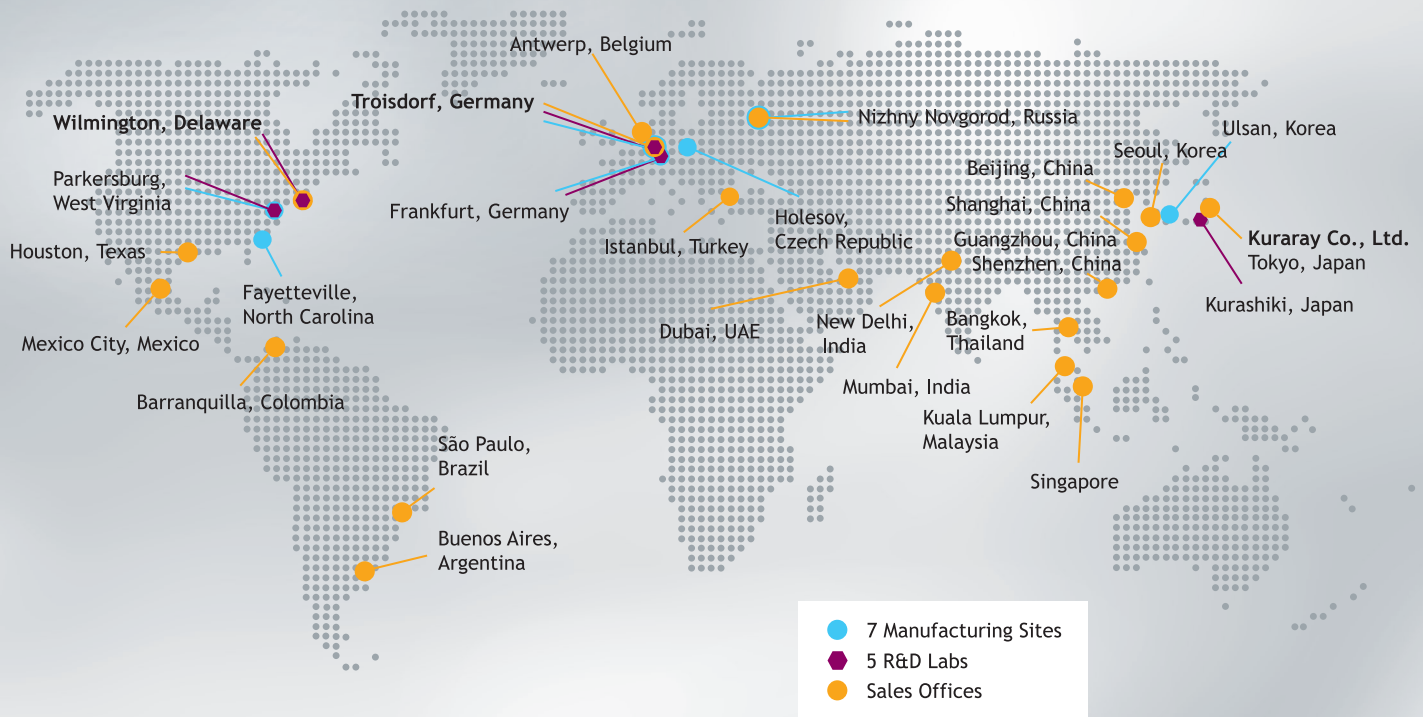 Antwerp, Belgium
Troisdorf, Germany
Wilmington, Delaware
Nizhny Novgorod, Russia
Ulsan, Korea
Seoul, Korea
Beijing, China
Parkersburg,
West Virginia
Shanghai, China
Frankfurt, Germany
Holesov,
Czech Republic
Istanbul, Turkey
Houston, Texas
Guangzhou, China
Shenzhen, China
Kuraray Co., Ltd.
Tokyo, Japan
Fayetteville,
North Carolina
Kurashiki, Japan
Mexico City, Mexico
Dubai, UAE
New Delhi,
India
Bangkok,
Thailand
Mumbai, India
Barranquilla, Colombia
Kuala Lumpur,
Malaysia
São Paulo,
Brazil
Singapore
Buenos Aires,
Argentina
7 Manufacturing Sites
5 R&D Labs
Sales Offices